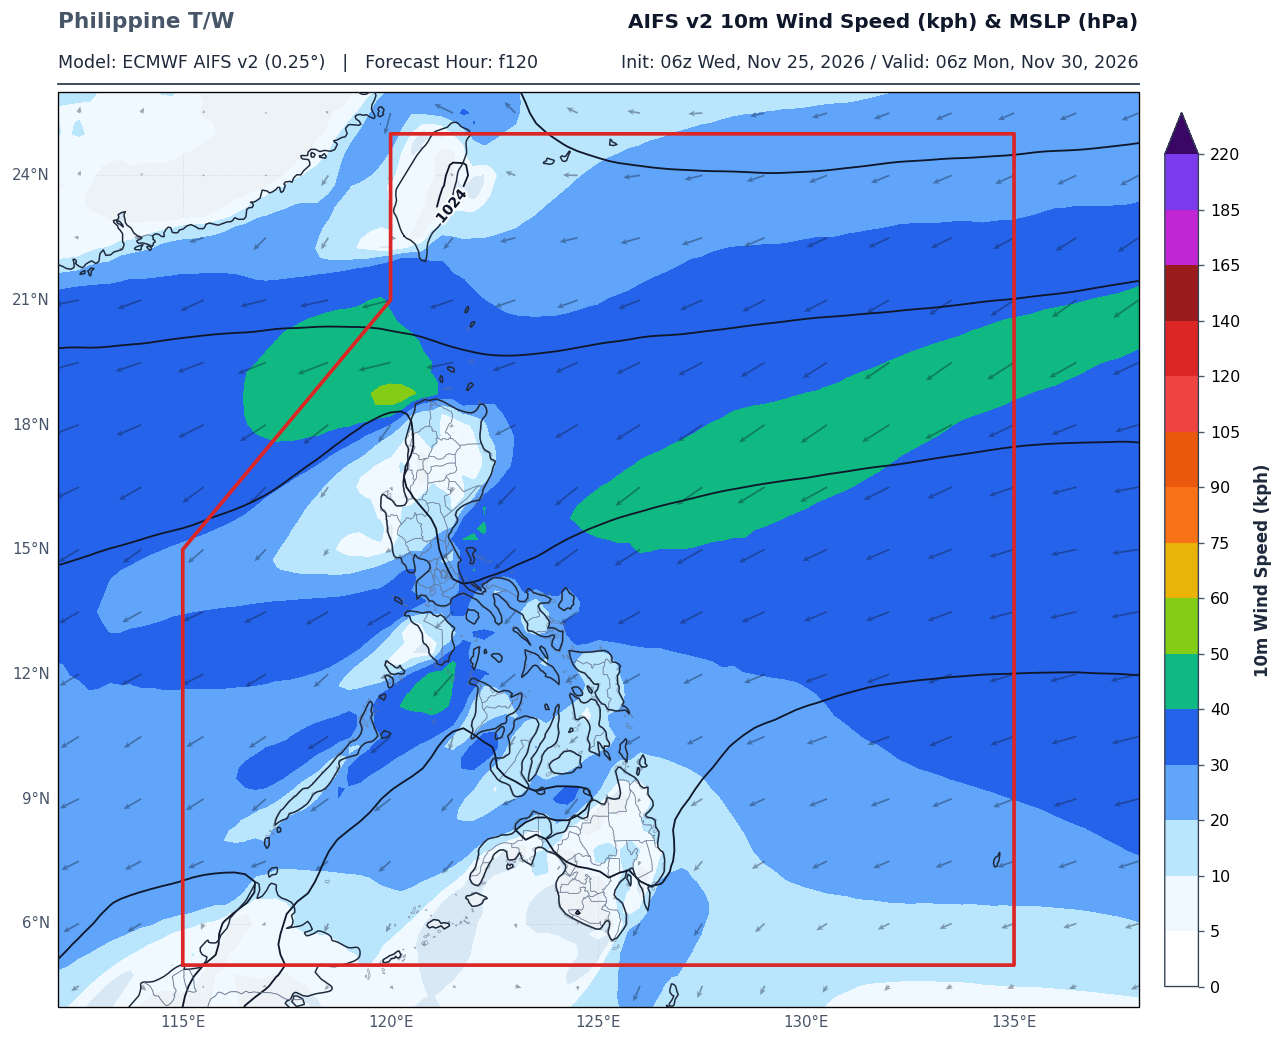 Philippine T/W
AIFS v2 10m Wind Speed (kph) & MSLP (hPa)
Model: ECMWF AIFS v2 (0.25°) | Forecast Hour: f120
Init: 06z Wed, Nov 25, 2026 / Valid: 06z Mon, Nov 30, 2026
24°N
21°N
18°N
15°N
12°N
9°N
6°N
1024
115°E
120°E
125°E
130°E
135°E
220
185
165
140
120
105
90
75
60
50
40
30
20
10
5
0
10m Wind Speed (kph)